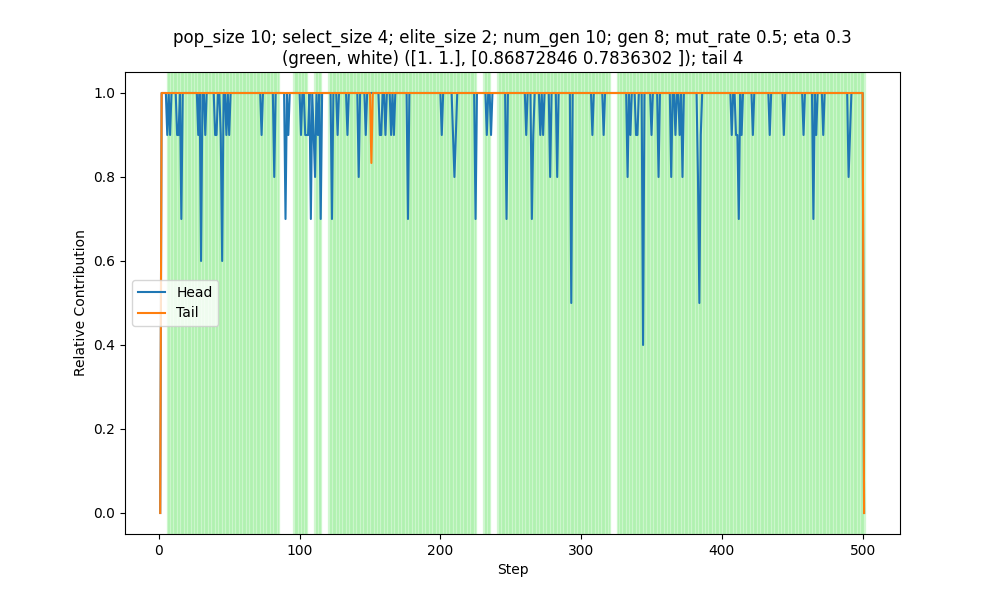 pop_size 10; select_size 4; elite_size 2; num_gen 10; gen 8; mut_rate 0.5; eta 0.3
(green, white) ([1. 1.], [0.86872846 0.7836302 ]); tail 4
1.0
0.8
0.6
0.4
0.2
0.0
Relative Contribution
Head
Tail
0
100
200
300
400
500
Step